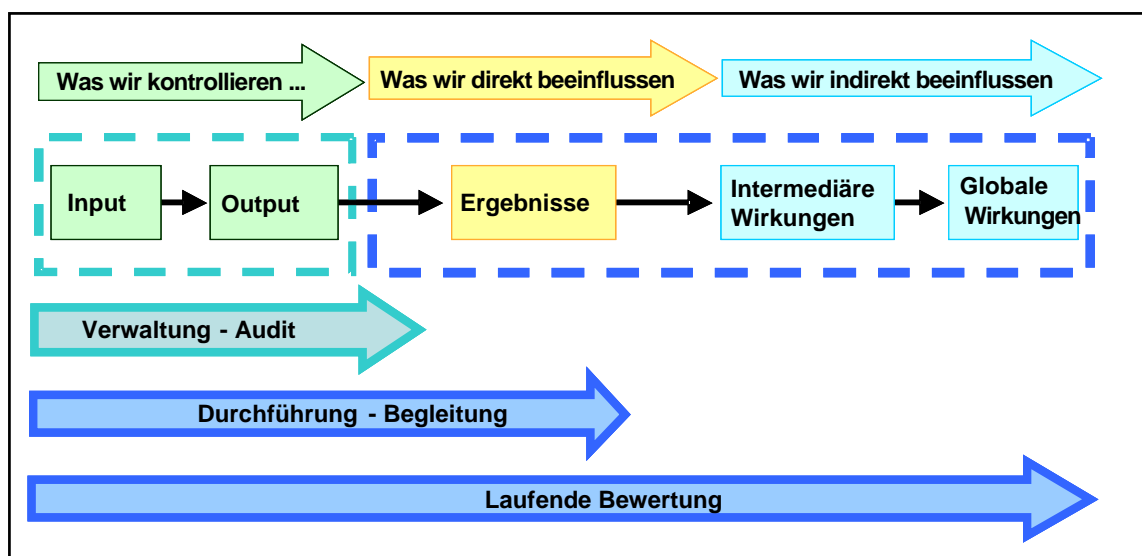 Was wir kontrollieren ...
Was wir direkt beeinflussen
Was wir indirekt beeinflussen
Input
Output
Ergebnisse
Intermediäre
Wirkungen
Globale
Wirkungen
Verwaltung - Audit
Durchführung - Begleitung
Laufende Bewertung